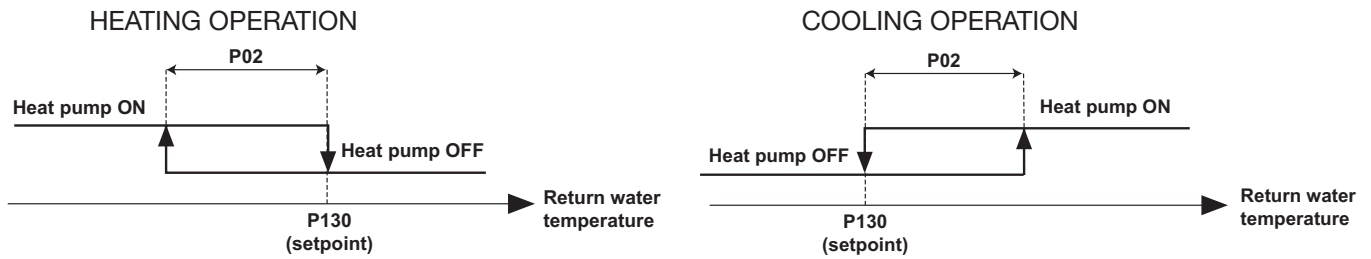 HEATING OPERATION
P02
Heat pump ON
Heat pump OFF
Return water
temperature
P130
(setpoint)
COOLING OPERATION
P02
Heat pump ON
Heat pump OFF
Return water
temperature
P130
(setpoint)